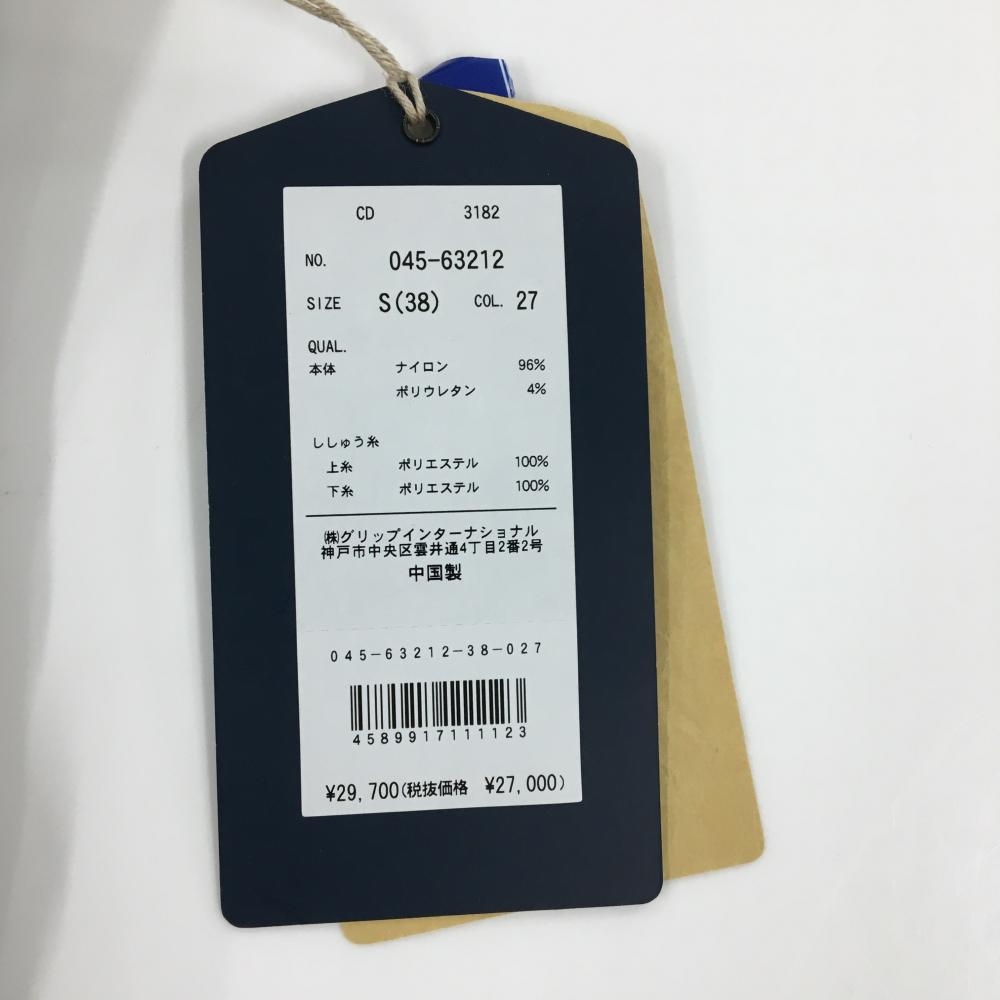 CD 3182
NO. 045-63212
SIZE S(38) COL. 27
QUAL.
本体 ナイロン 96%
ポリウレタン 4%
ししゅう糸
上糸 ポリエステル 100%
下糸 ポリエステル 100%
㈱グリップインターナショナル
神戸市中央区雲井通4丁目2番2号
中国製
045-63212-38-027
4589917111123
¥29,700(税抜価格 ¥27,000)